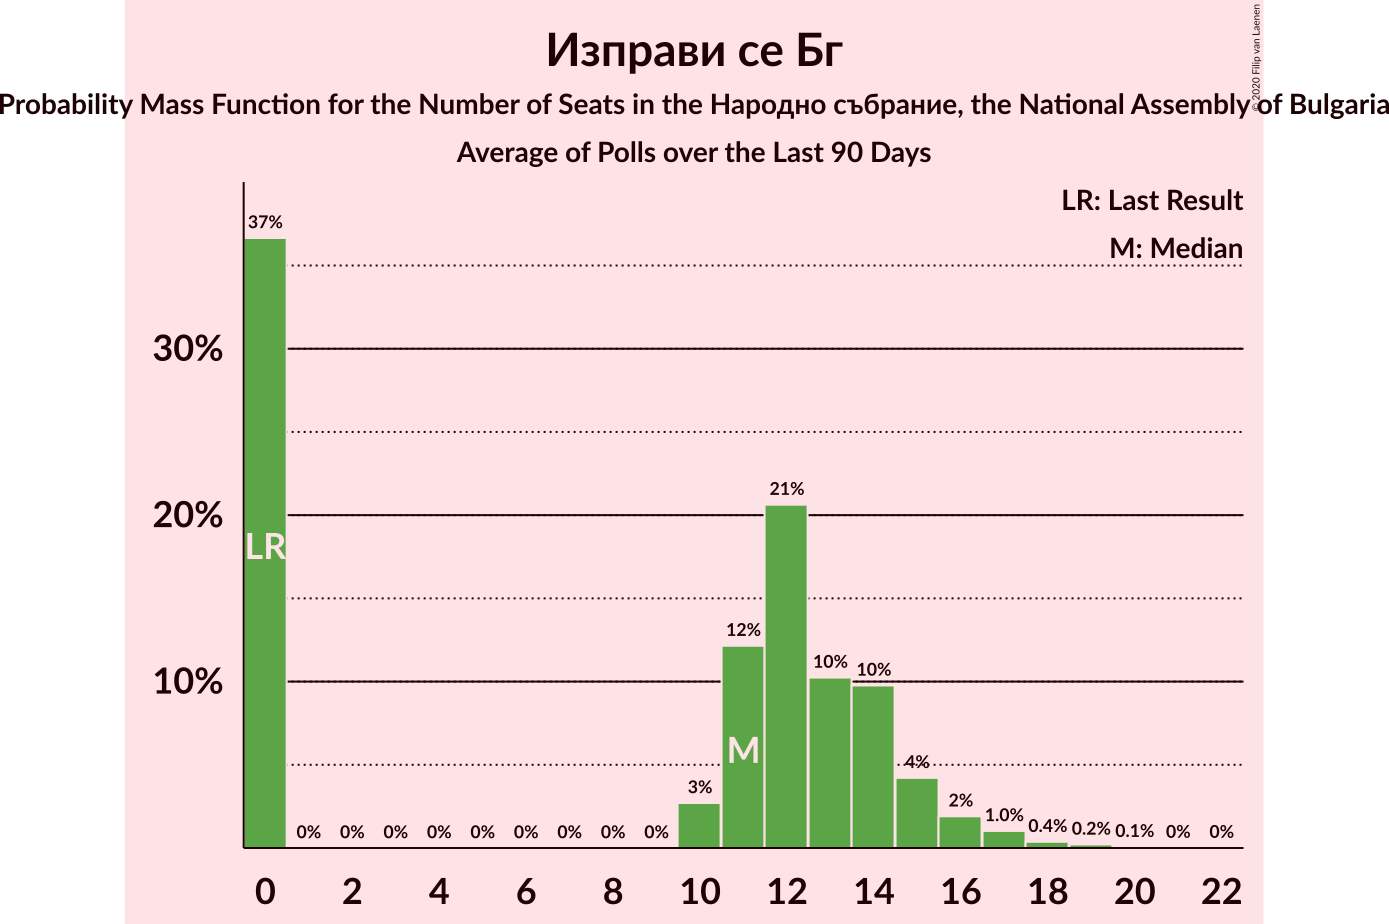 Изправи се Бг
Probability Mass Function for the Number of Seats in the Народно събрание, the National Assembly of Bulgaria
Average of Polls over the Last 90 Days
© 2020 Filip van Laenen
LR: Last Result
M: Median
37%
30%
20%
10%
LR
M
0% 0% 0% 0% 0% 0% 0% 0% 0% 3% 12% 21% 10% 10% 4% 2% 1.0% 0.4% 0.2% 0.1% 0% 0%
0 2 4 6 8 10 12 14 16 18 20 22